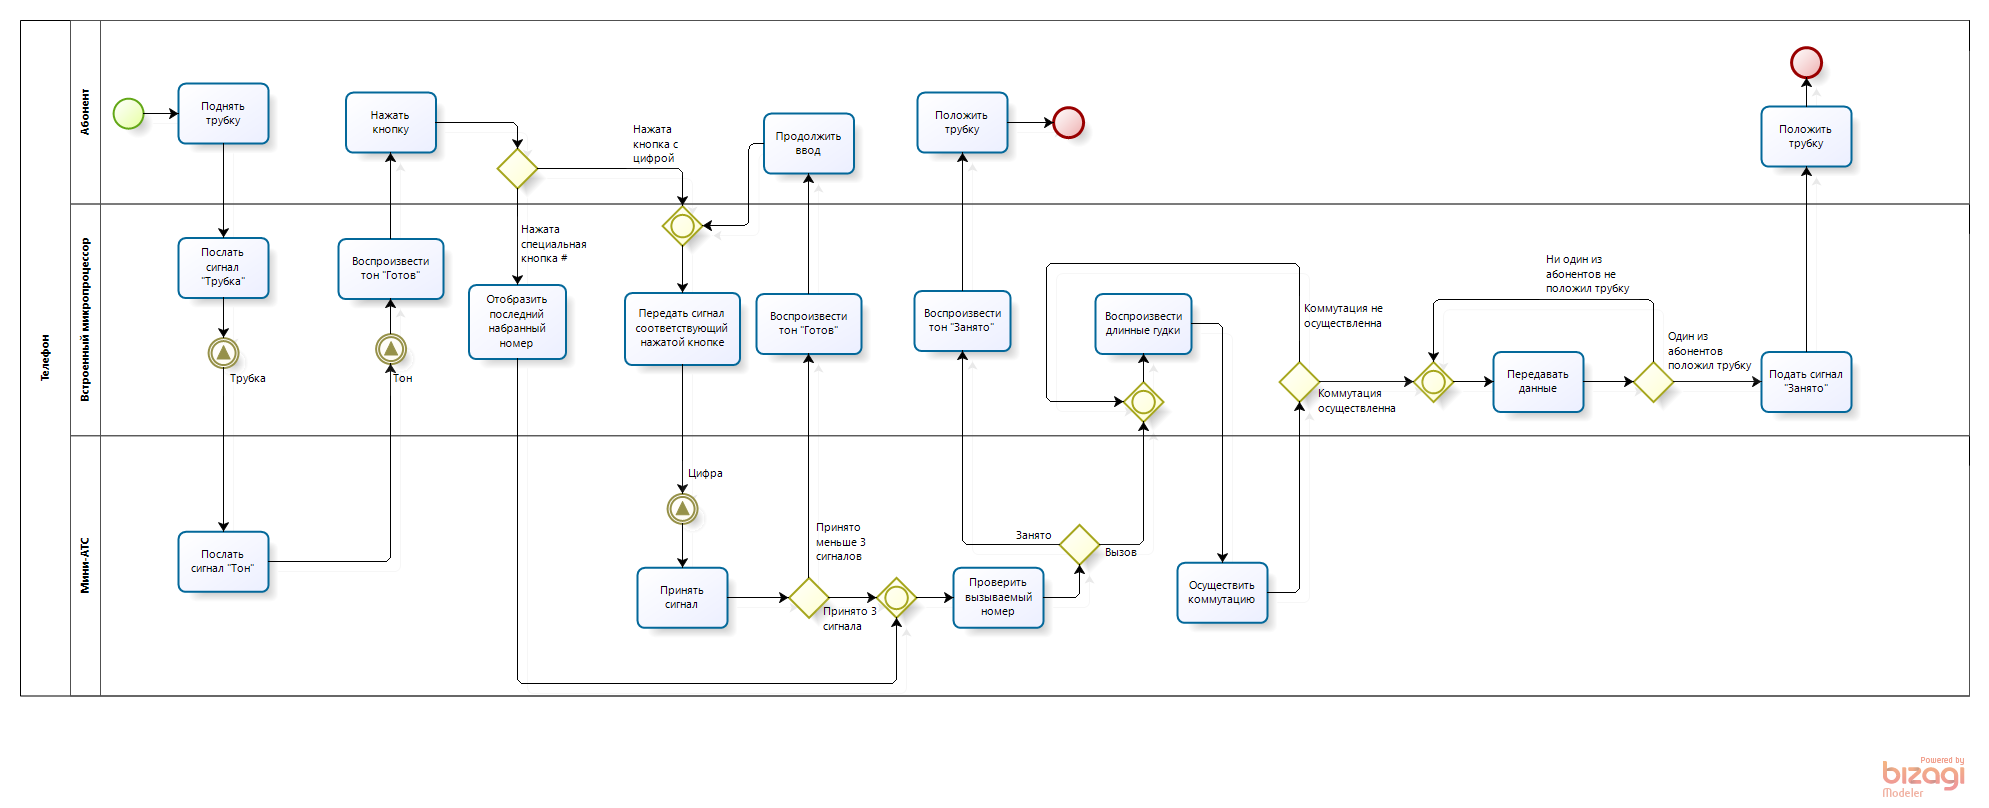 Телефон
Абонент
Поднять
трубку
Нажать
кнопку
Нажата
кнопка с
цифрой
Продолжить
ввод
Положить
трубку
Положить
трубку
Встроенный микропроцессор
Послать
сигнал
"Трубка"
Трубка
Воспроизвести
тон "Готов"
Тон
Нажата
специальная
кнопка #
Отобразить
последний
набранный
номер
Передать сигнал
соответствующий
нажатой кнопке
Воспроизвести
тон "Готов"
Воспроизвести
тон "Занято"
Воспроизвести
длинные гудки
Коммутация не
осуществленна
Коммутация
осуществленна
Ни один из
абонентов не
положил трубку
Передавать
данные
Один из
абонентов
положил трубку
Подать сигнал
"Занято"
Мини-АТС
Послать
сигнал "Тон"
Цифра
Принять
сигнал
Принято
меньше 3
сигналов
Принято 3
сигнала
Проверить
вызываемый
номер
Занято
Вызов
Осуществить
коммутацию
Powered by
bizagi
Modeler